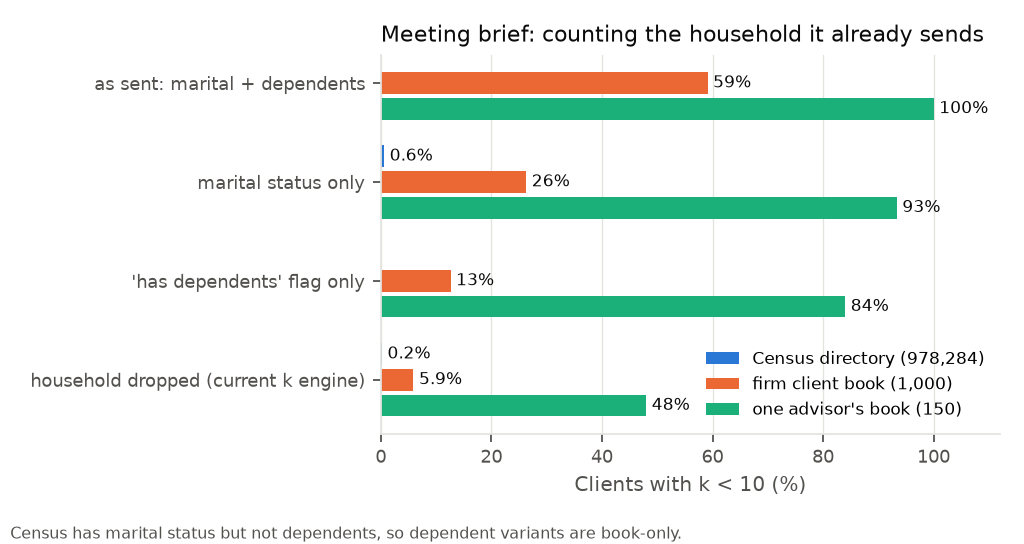 Meeting brief: counting the household it already sends
as sent: marital + dependents
59%
100%
0.6%
marital status only
26%
93%
'has dependents' flag only
13%
84%
0.2%
household dropped (current k engine)
5.9%
48%
Census directory (978,284)
firm client book (1,000)
one advisor's book (150)
0 20 40 60 80 100
Clients with k < 10 (%)
Census has marital status but not dependents, so dependent variants are book-only.